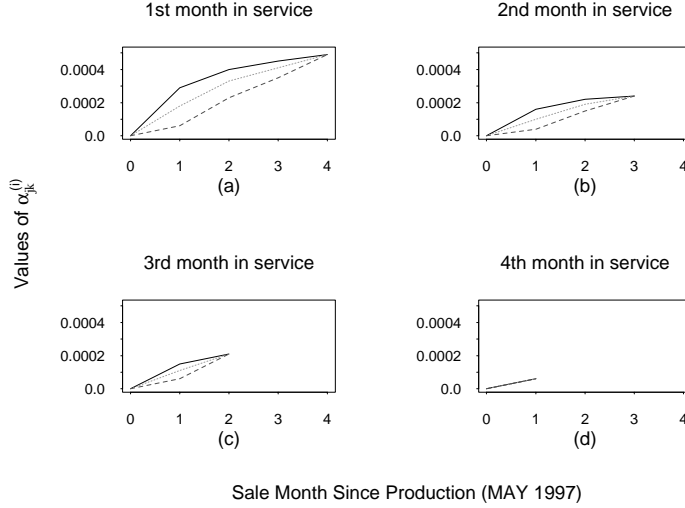 1st month in service
2nd month in service
0.0004
0.0002
0.0
0 1 2 3 4
(a)
0.0004
0.0002
0.0
0 1 2 3 4
(b)
Values of α_{jk}^{(i)}
3rd month in service
4th month in service
0.0004
0.0002
0.0
0 1 2 3 4
(c)
0.0004
0.0002
0.0
0 1 2 3 4
(d)
Sale Month Since Production (MAY 1997)